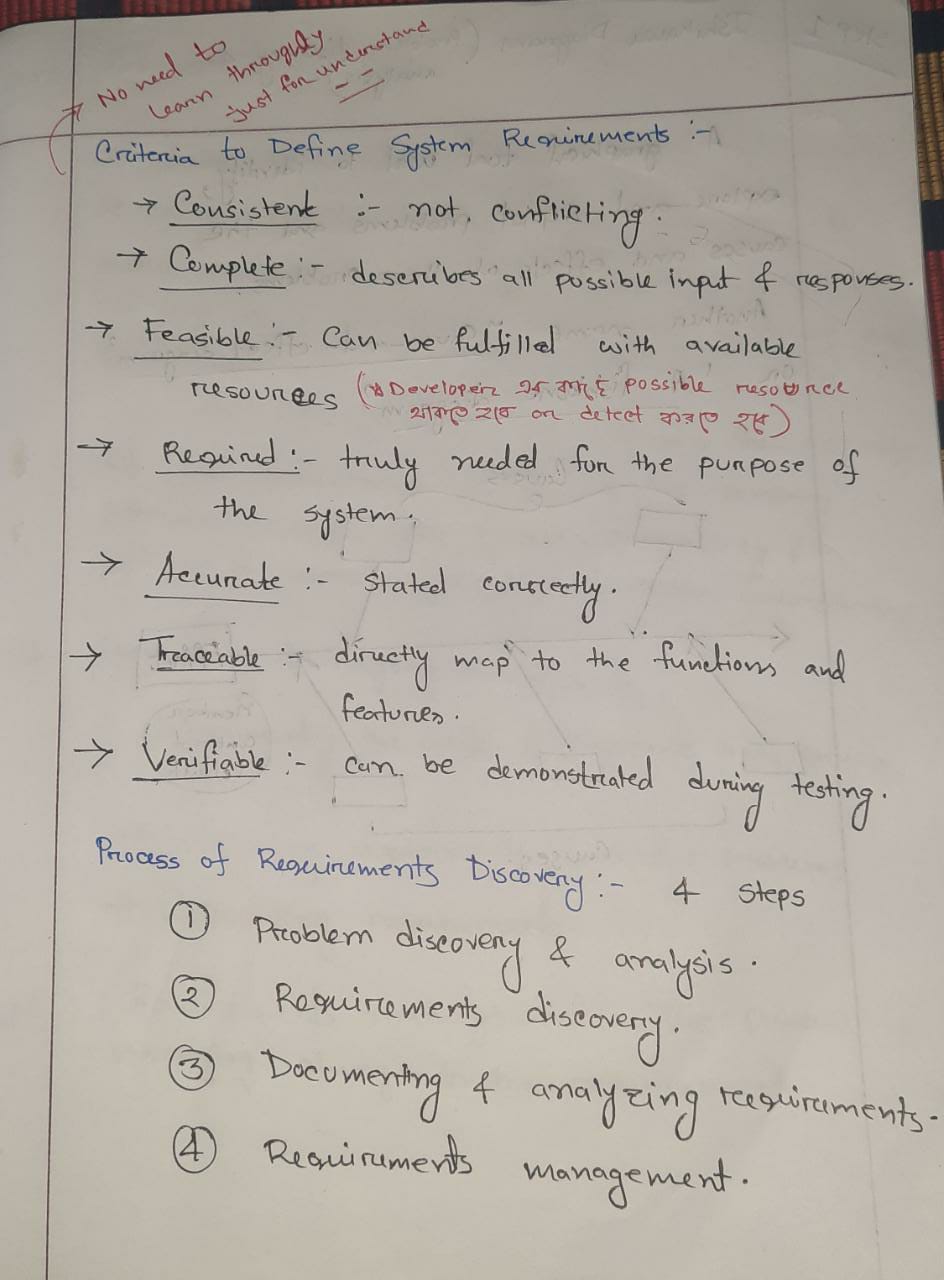 No need to
learn throughly
just for understand
Criteria to Define System Requirements :-
→ Consistent :- not conflicting.
→ Complete :- describes all possible input & responses.
→ Feasible :- Can be fulfilled with available
resources (Developer এর কাছে possible resource
থাকতে হবে or detect করতে হবে)
→ Required :- truly needed for the purpose of
the system.
→ Accurate :- Stated correctly.
→ Traceable :- directly map to the functions and
features.
→ Verifiable :- can be demonstrated during testing.
Process of Requirements Discovery :- 4 steps
① Problem discovery & analysis.
② Requirements discovery.
③ Documenting & analyzing requirements.
④ Requirements management.